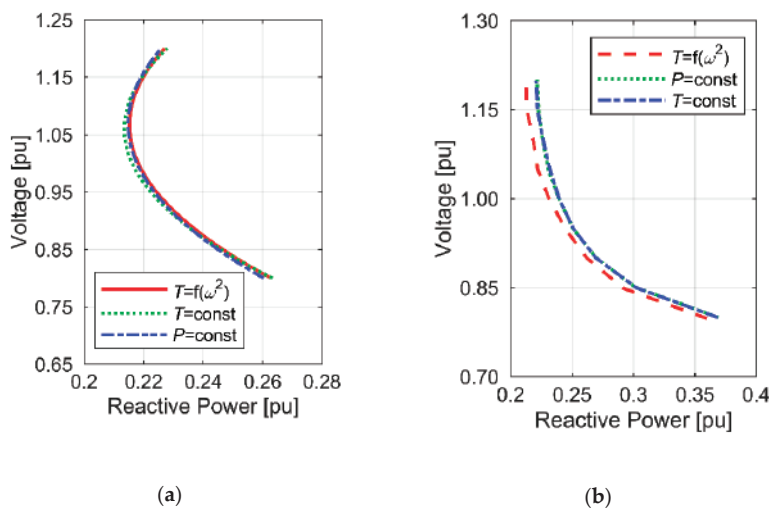 1.25
1.15
1.05
0.95
0.85
0.75
0.65
Voltage [pu]
T=f(ω²)
T=const
P=const
0.2 0.22 0.24 0.26 0.28
Reactive Power [pu]
(a)
1.30
1.15
1.00
0.85
0.70
Voltage [pu]
T=f(ω²)
P=const
T=const
0.2 0.25 0.3 0.35 0.4
Reactive Power [pu]
(b)